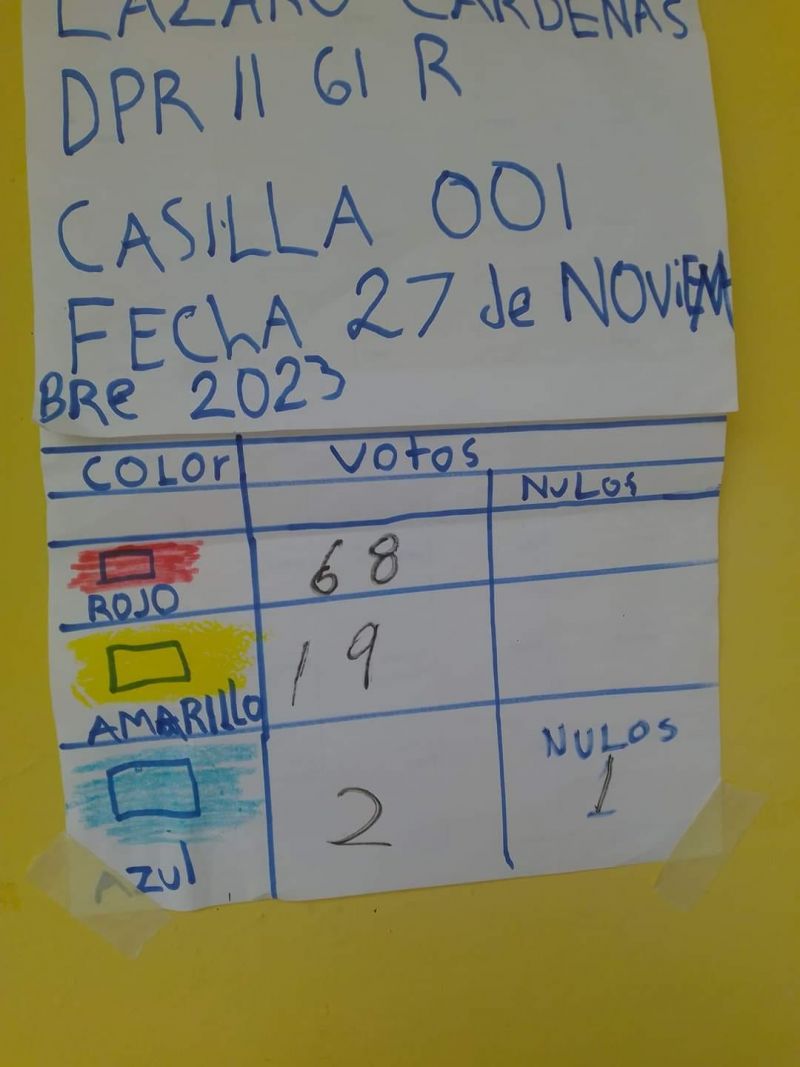 LAZARO CARDENAS
DPR 11 61 R
CASILLA 001
FECHA 27 de NOVIEM
BRe 2023
COLOr VOTOS
NULOS
ROJO 68
AMARILLO 19
NULOS
Azul 2 1